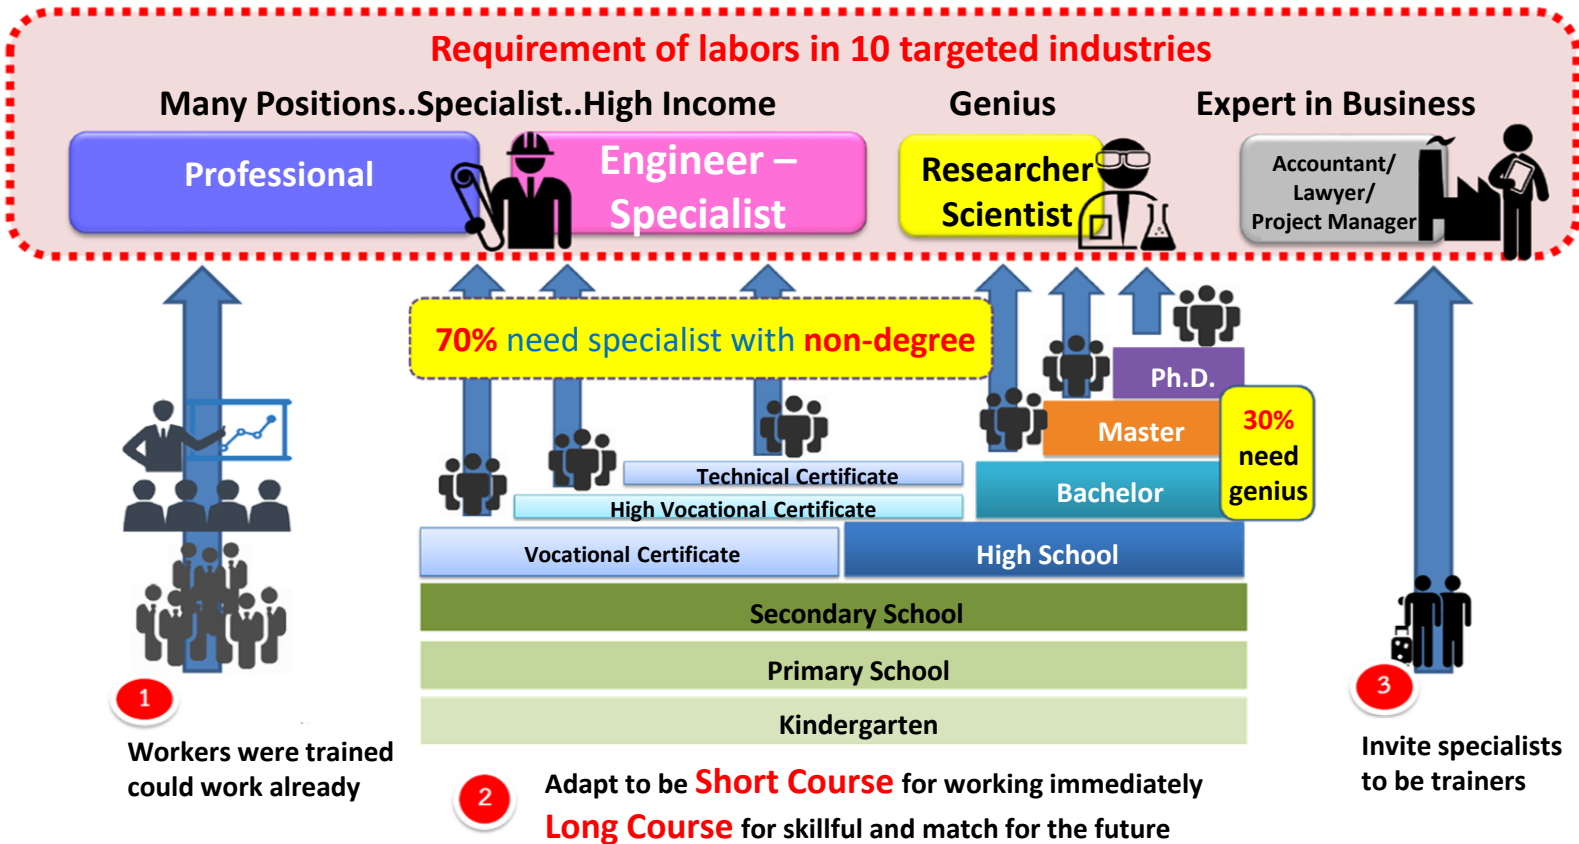 Requirement of labors in 10 targeted industries
Many Positions..Specialist..High Income
Genius
Expert in Business
Professional
Engineer –
Specialist
Researcher
Scientist
Accountant/
Lawyer/
Project Manager
70% need specialist with non-degree
Ph.D.
Master
30%
need
genius
Technical Certificate
Bachelor
High Vocational Certificate
Vocational Certificate
High School
Secondary School
Primary School
Kindergarten
1
Workers were trained
could work already
2
Adapt to be Short Course for working immediately
Long Course for skillful and match for the future
3
Invite specialists
to be trainers